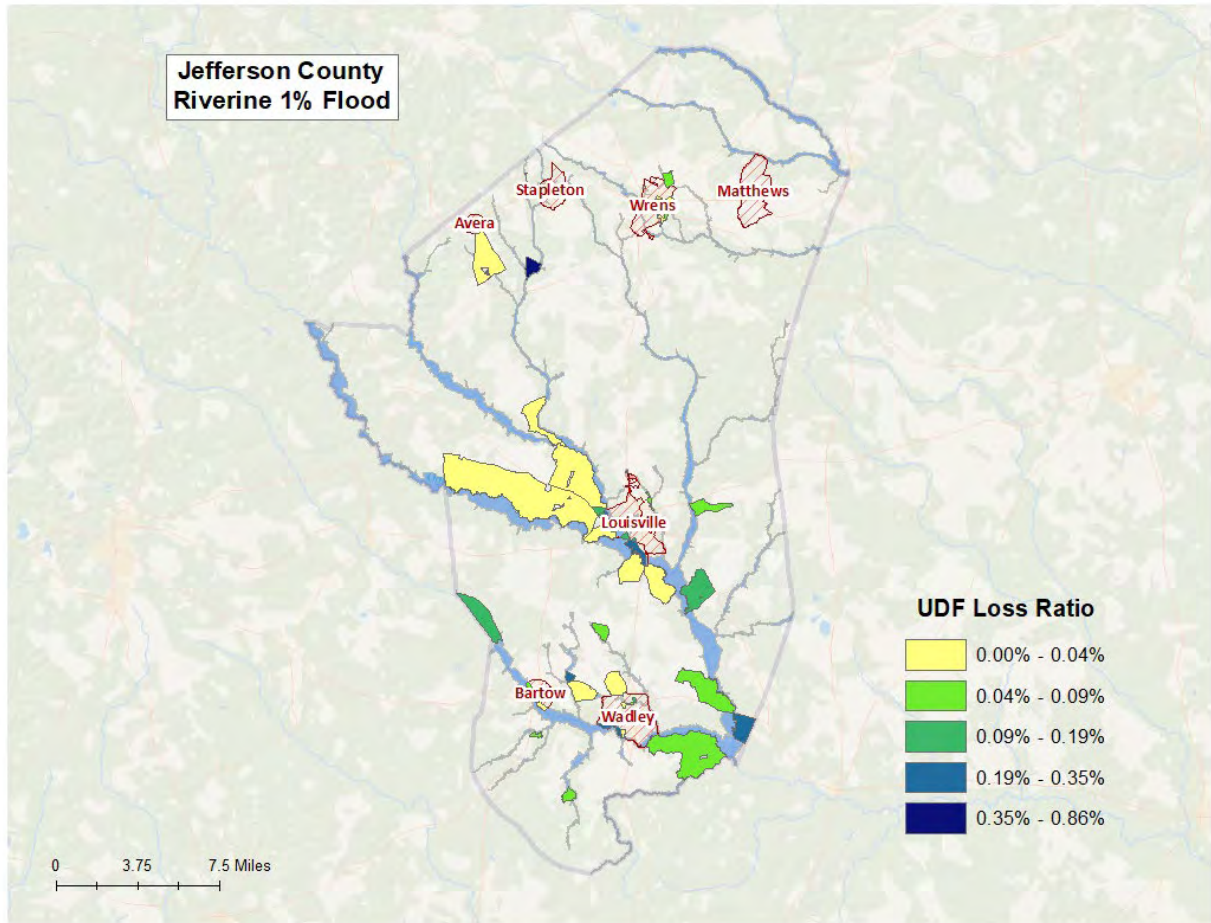 Jefferson County
Riverine 1% Flood
Stapleton
Wrens
Matthews
Avera
Louisville
Bartow
Wadley
UDF Loss Ratio
0.00% - 0.04%
0.04% - 0.09%
0.09% - 0.19%
0.19% - 0.35%
0.35% - 0.86%
0 3.75 7.5 Miles